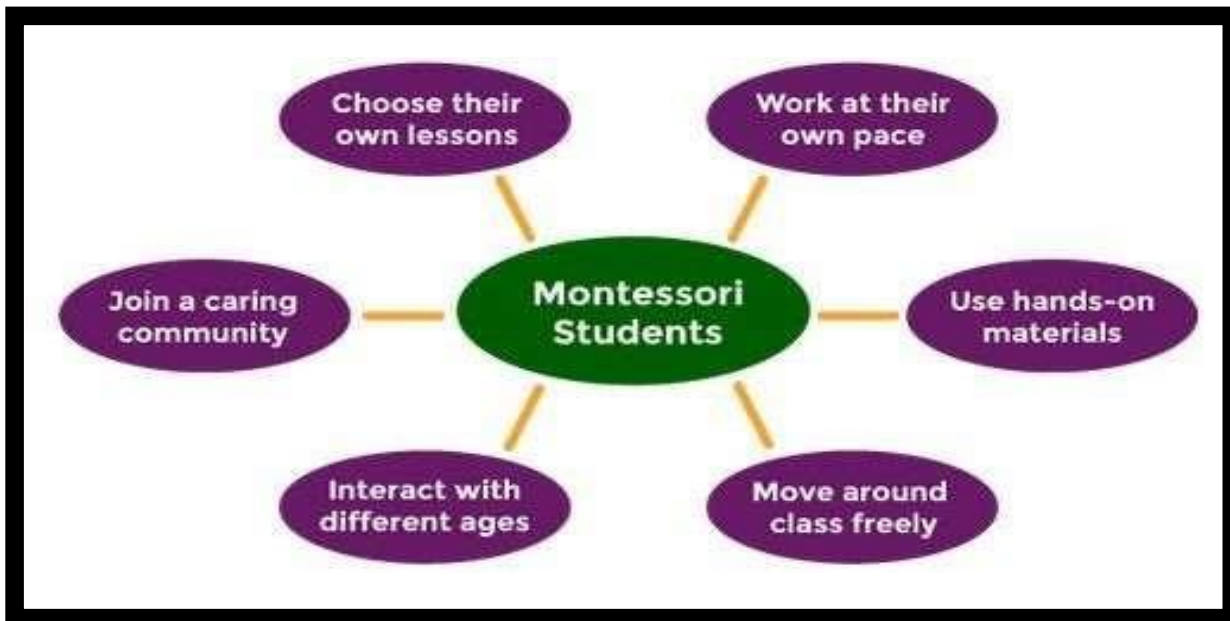 Choose their
own lessons
Work at their
own pace
Join a caring
community
Montessori
Students
Use hands-on
materials
Interact with
different ages
Move around
class freely